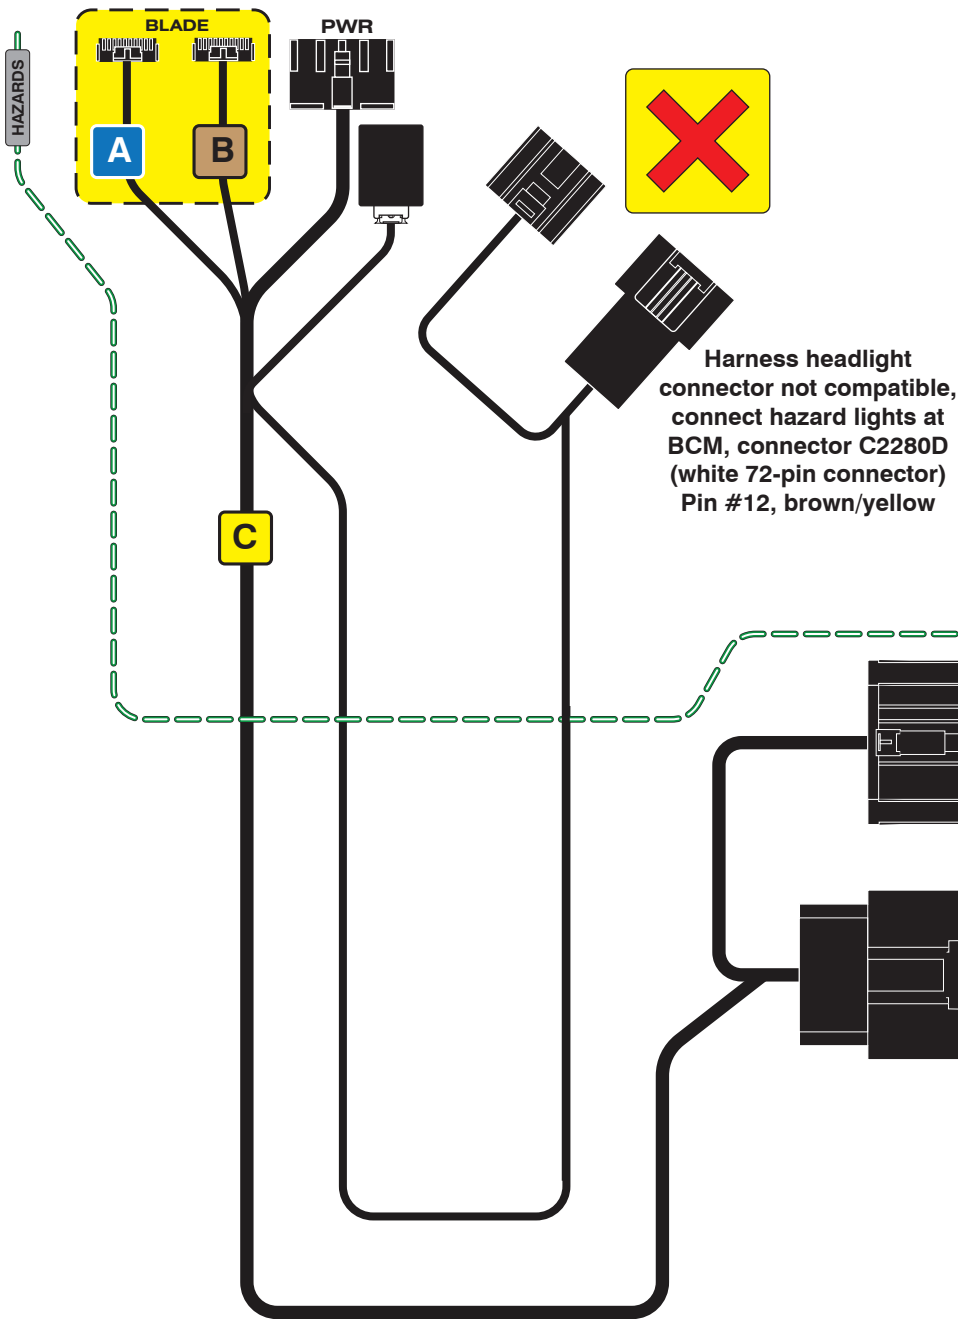 BLADE
PWR
HAZARDS
A
B
Harness headlight
connector not compatible,
connect hazard lights at
BCM, connector C2280D
(white 72-pin connector)
Pin #12, brown/yellow
C